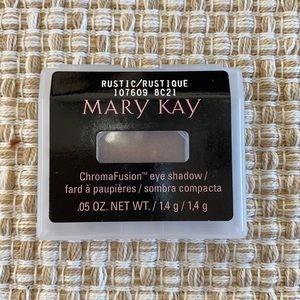 RUSTIC/RUSTIQUE
107609 8C21
MARY KAY
ChromaFusion™ eye shadow /
fard à paupières / sombra compacta
.05 OZ. NET WT. / 1.4 g / 1,4 g